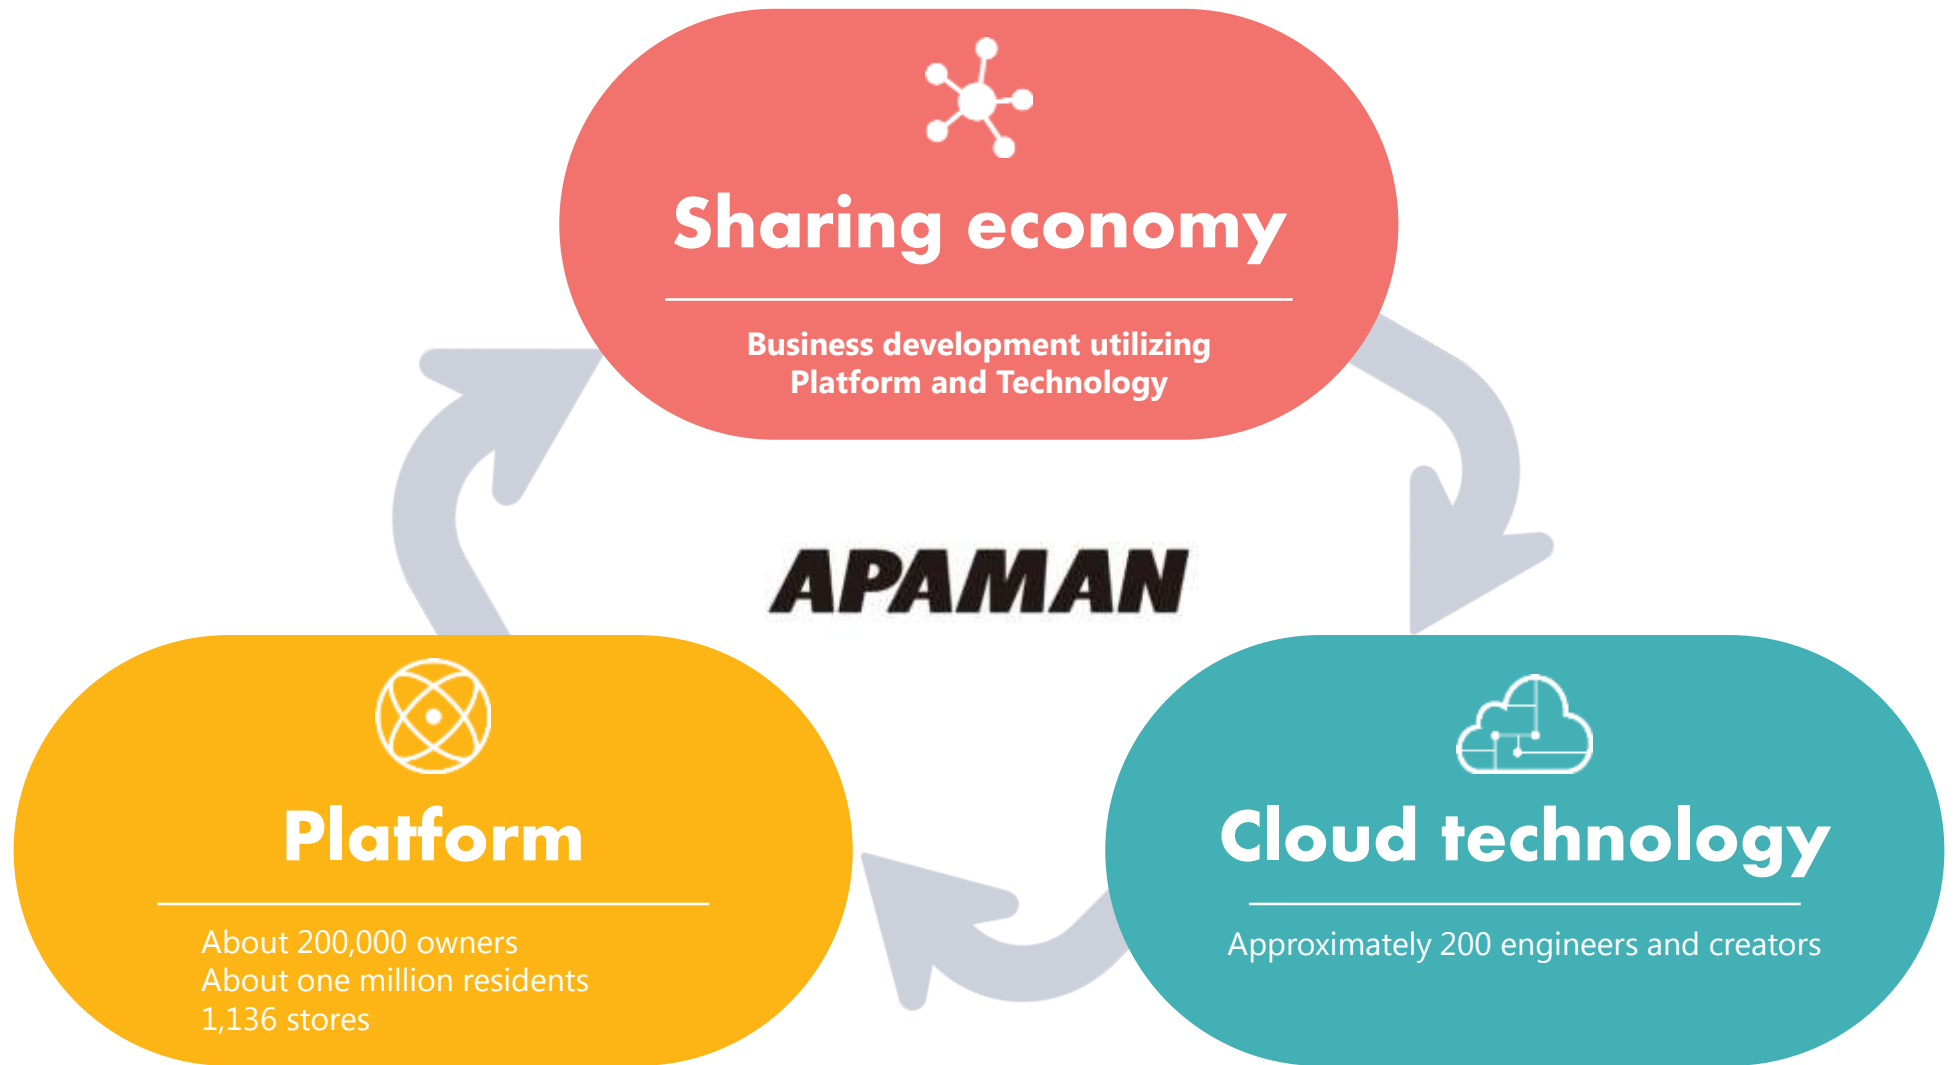 Sharing economy
Business development utilizing
Platform and Technology
APAMAN
Platform
About 200,000 owners
About one million residents
1,136 stores
Cloud technology
Approximately 200 engineers and creators